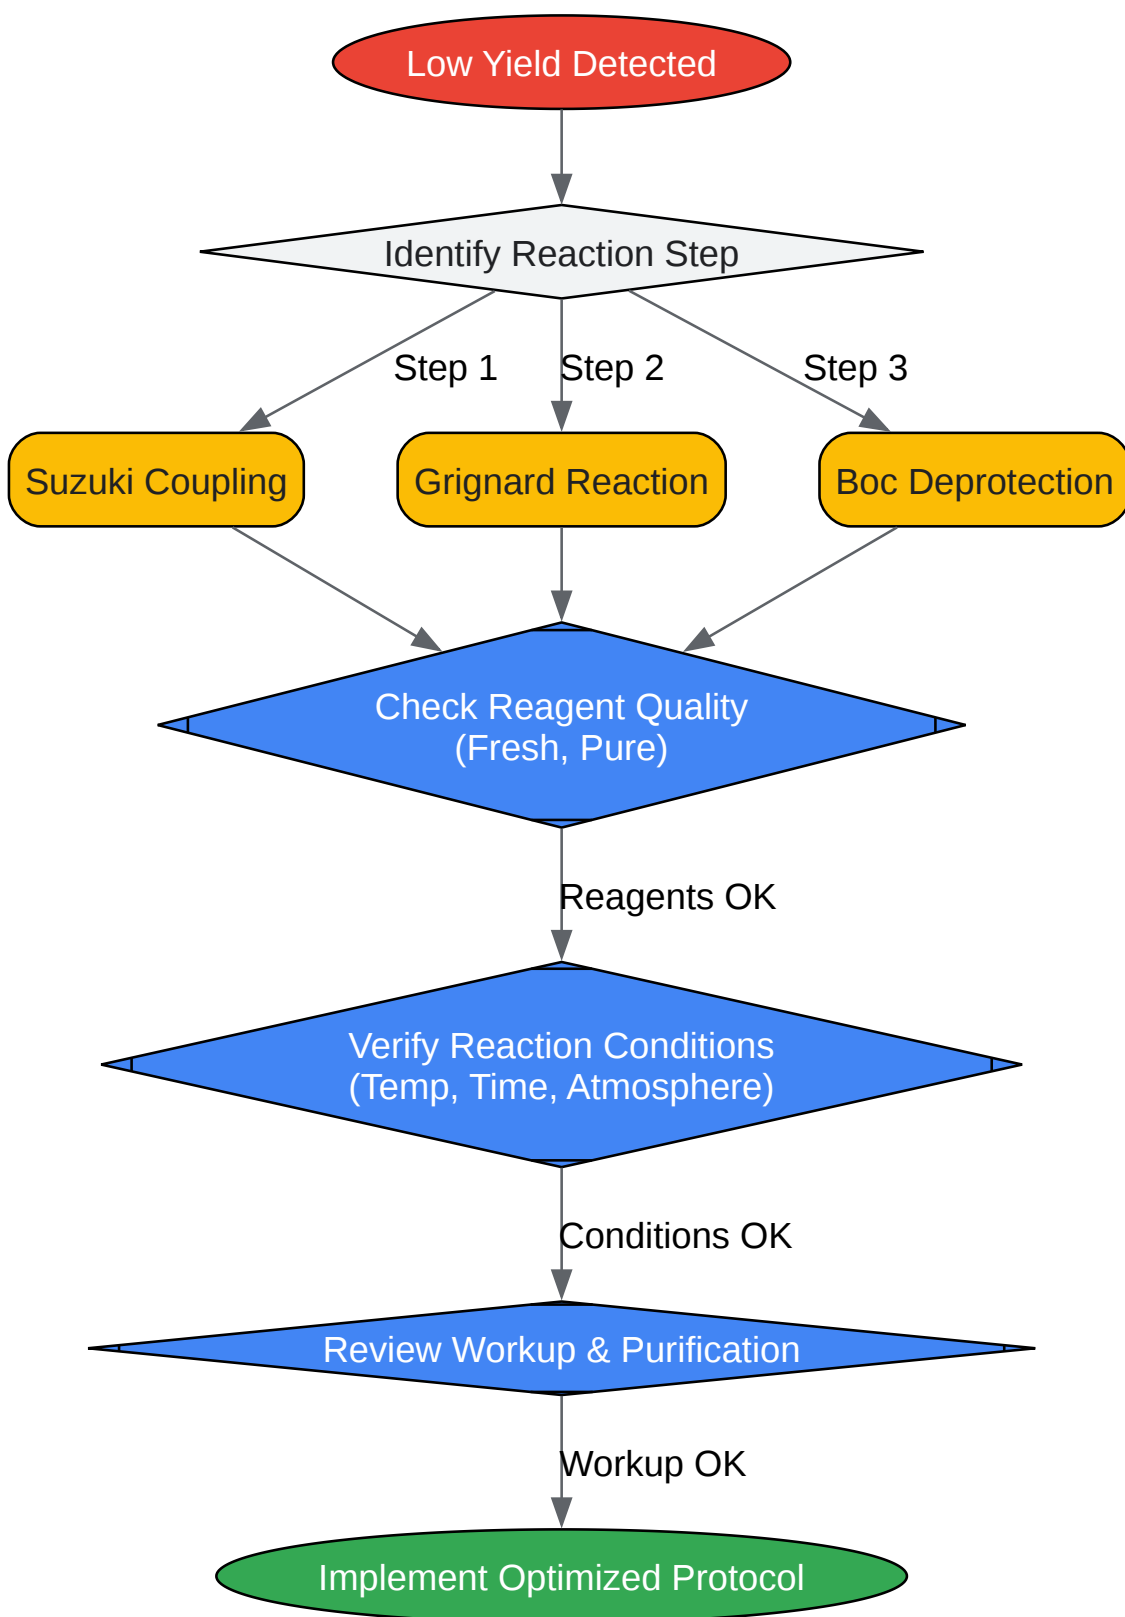 Low Yield Detected
Identify Reaction Step
Step 1
Step 2
Step 3
Suzuki Coupling
Grignard Reaction
Boc Deprotection
Check Reagent Quality
(Fresh, Pure)
Reagents OK
Verify Reaction Conditions
(Temp, Time, Atmosphere)
Conditions OK
Review Workup & Purification
Workup OK
Implement Optimized Protocol